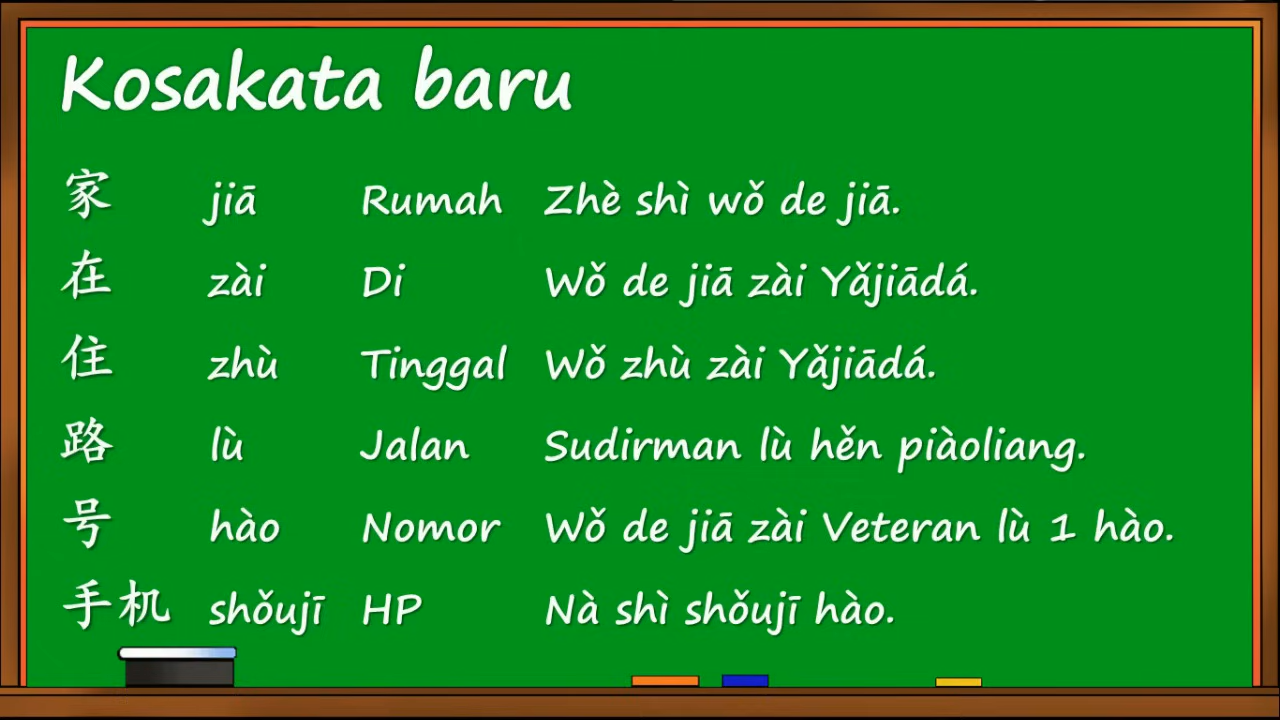 Kosakata baru
家 jiā Rumah Zhè shì wǒ de jiā.
在 zài Di Wǒ de jiā zài Yǎjiādá.
住 zhù Tinggal Wǒ zhù zài Yǎjiādá.
路 lù Jalan Sudirman lù hěn piàoliang.
号 hào Nomor Wǒ de jiā zài Veteran lù 1 hào.
手机 shǒujī HP Nà shì shǒujī hào.